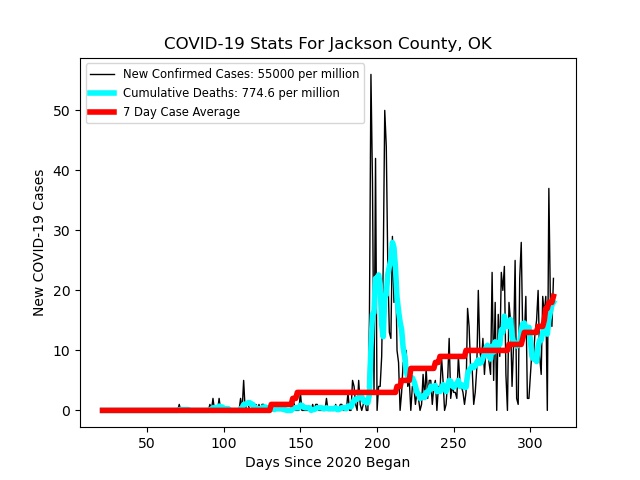 COVID-19 Stats For Jackson County, OK
New Confirmed Cases: 55000 per million
Cumulative Deaths: 774.6 per million
7 Day Case Average
New COVID-19 Cases
50
40
30
20
10
0
50 100 150 200 250 300
Days Since 2020 Began